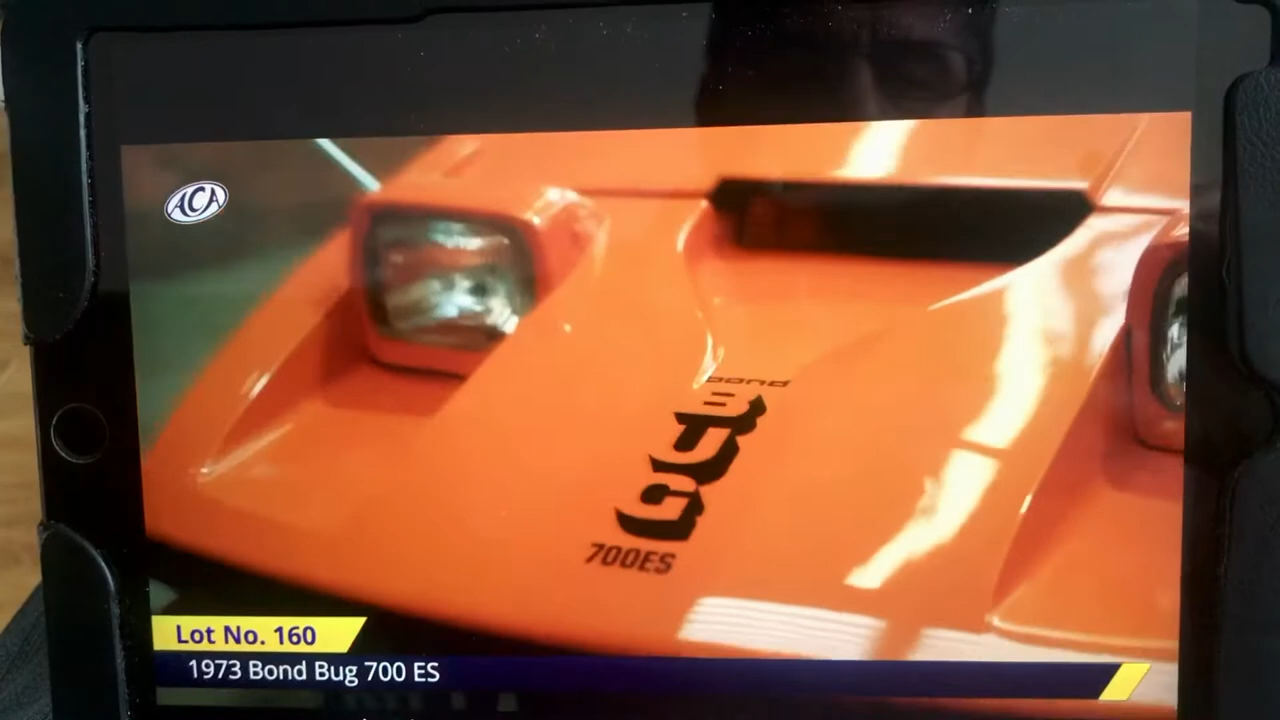 ACA
bond
BUG
700ES
Lot No. 160
1973 Bond Bug 700 ES